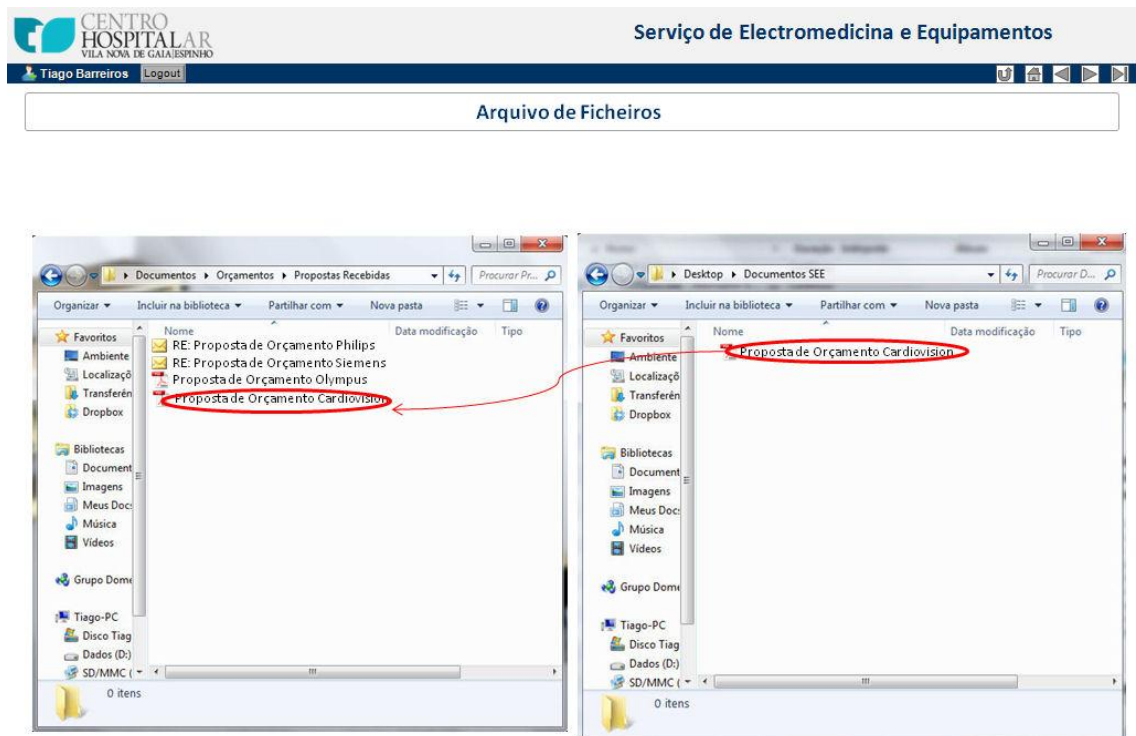 CENTRO
HOSPITALAR
VILA NOVA DE GAIA|ESPINHO
Serviço de Electromedicina e Equipamentos
Tiago Barreiros Logout
Arquivo de Ficheiros
Documentos Orçamentos Propostas Recebidas Procurar Pr...
Organizar Incluir na biblioteca Partilhar com Nova pasta
Nome Data modificação Tipo
Favoritos
Ambiente
Localizaçõ
Transferên
Dropbox
Bibliotecas
Document
Imagens
Meus Doc:
Música
Vídeos
Grupo Dome
Tiago-PC
Disco Tiag
Dados (D:)
SD/MMC (
RE: Proposta de Orçamento Philips
RE: Proposta de Orçamento Siemens
Proposta de Orçamento Olympus
Proposta de Orçamento Cardiovision
0 itens
Desktop Documentos SEE Procurar D...
Organizar Incluir na biblioteca Partilhar com Nova pasta
Nome Data modificação Tipo
Favoritos
Ambiente
Localizaçõ
Transferên
Dropbox
Bibliotecas
Document
Imagens
Meus Doc:
Música
Vídeos
Grupo Dome
Tiago-PC
Disco Tiag
Dados (D:)
SD/MMC (
Proposta de Orçamento Cardiovision
0 itens